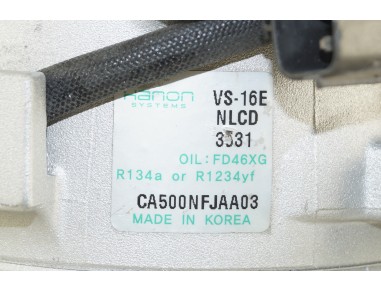 Hanon VS-16E
SYSTEMS NLCD
3531
OIL: FD46XG
R134a or R1234yf
CA500NFJAA03
MADE IN KOREA